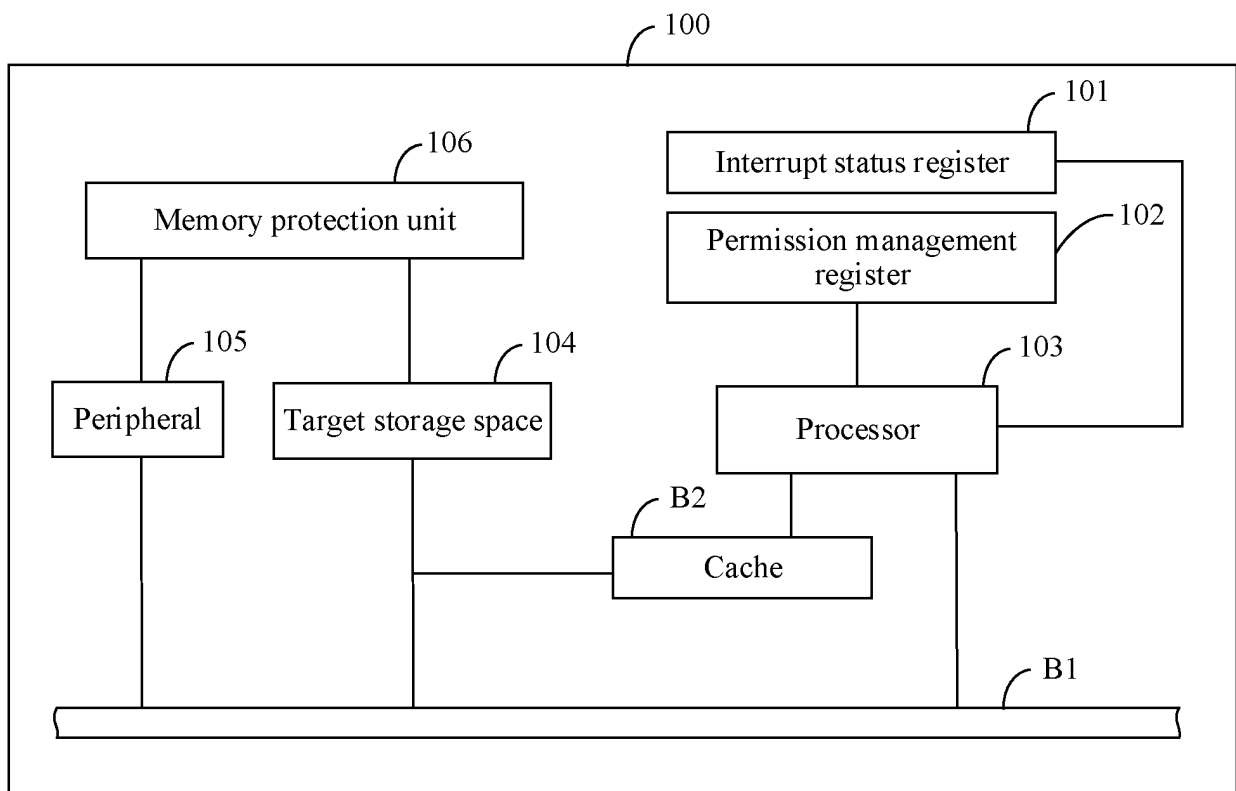 100
101
Interrupt status register
106
Memory protection unit
102
Permission management
register
105
104
103
Peripheral
Target storage space
Processor
B2
Cache
B1